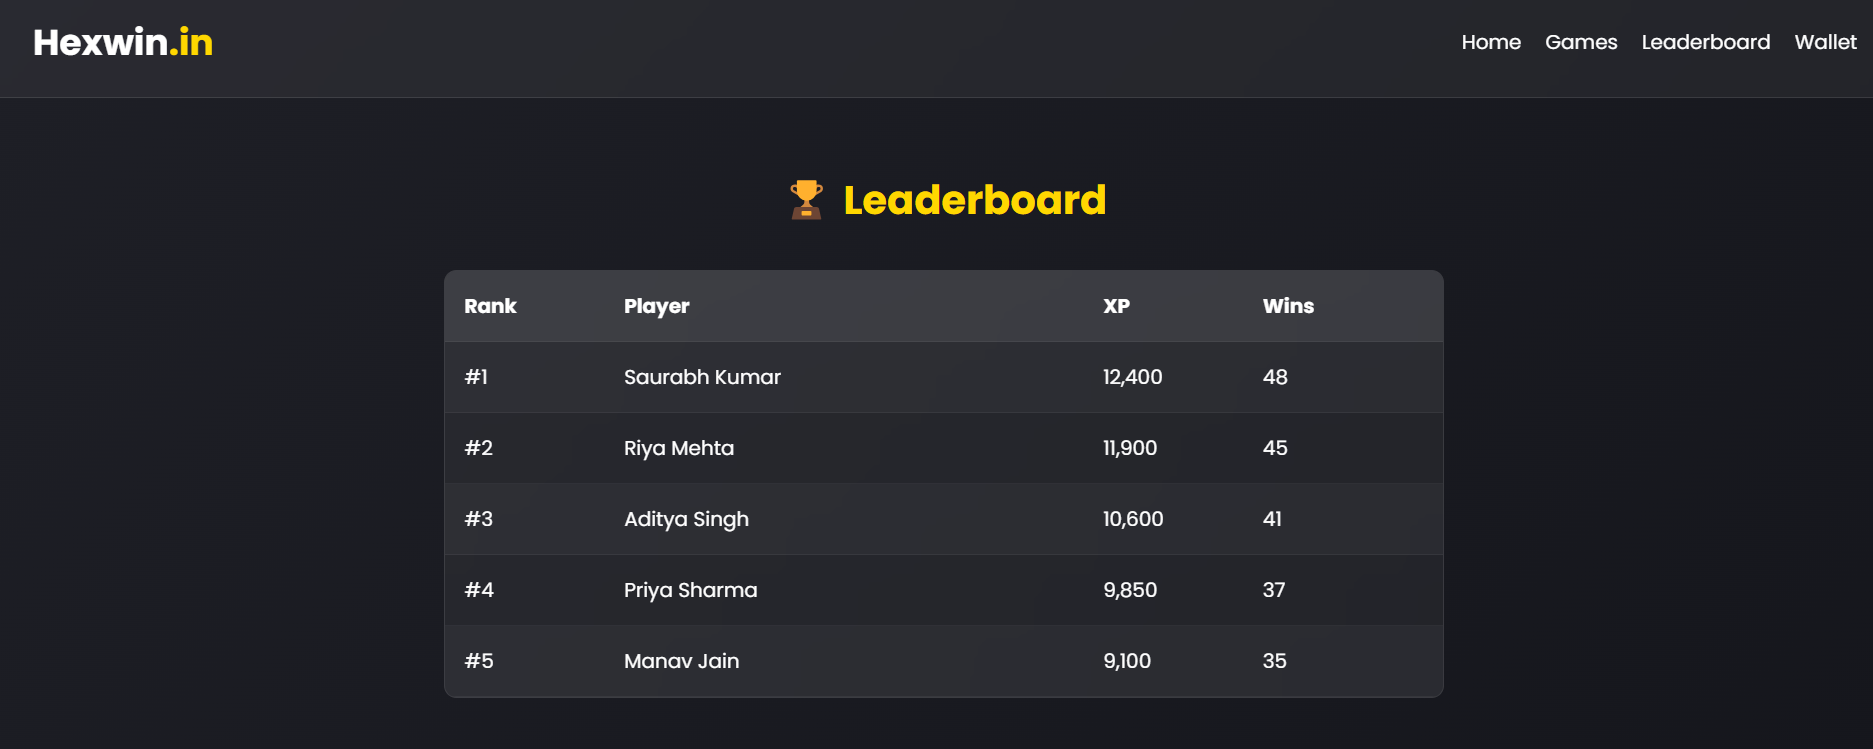 Hexwin.in
Home Games Leaderboard Wallet
Leaderboard
Rank Player XP Wins
#1 Saurabh Kumar 12,400 48
#2 Riya Mehta 11,900 45
#3 Aditya Singh 10,600 41
#4 Priya Sharma 9,850 37
#5 Manav Jain 9,100 35